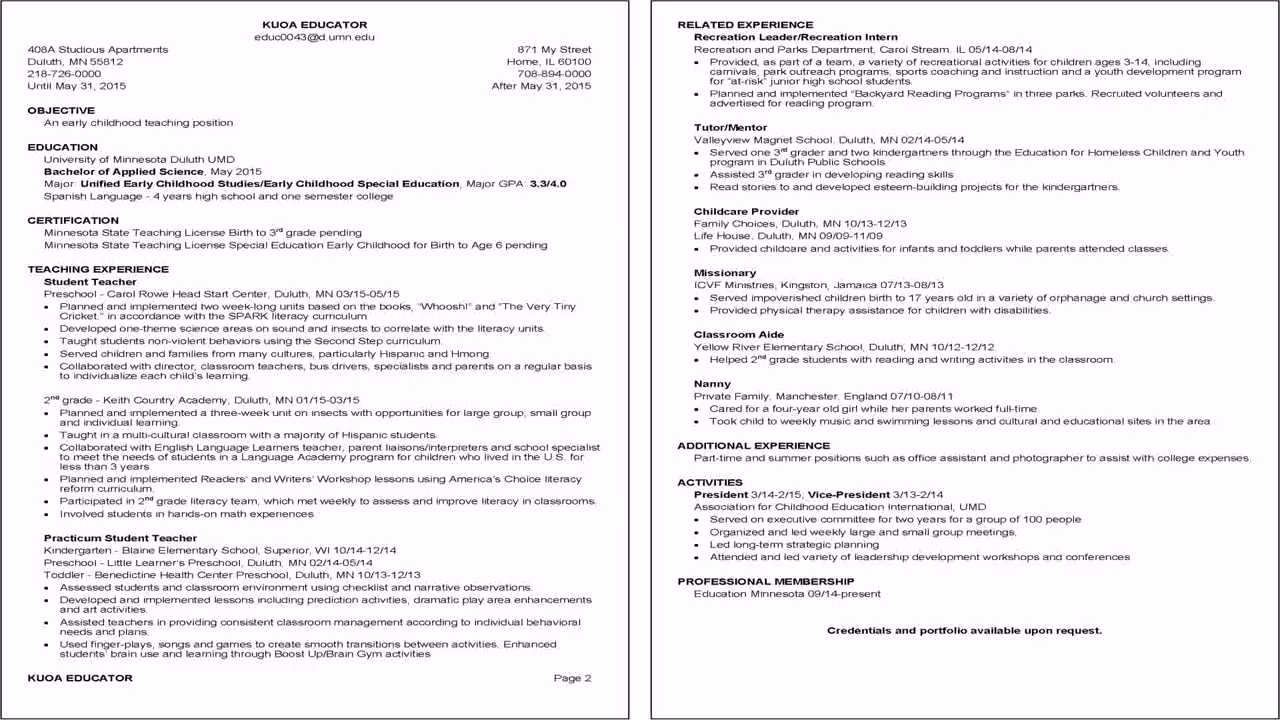 KUOA EDUCATOR
educ0043@d.umn.edu
408A Studious Apartments 871 My Street
Duluth, MN 55812 Home, IL 60100
218-726-0000 708-894-0000
Until May 31, 2015 After May 31, 2015
OBJECTIVE
An early childhood teaching position
EDUCATION
University of Minnesota Duluth UMD
Bachelor of Applied Science, May 2015
Major: Unified Early Childhood Studies/Early Childhood Special Education, Major GPA: 3.3/4.0
Spanish Language - 4 years high school and one semester college
CERTIFICATION
Minnesota State Teaching License Birth to 3rd grade pending
Minnesota State Teaching License Special Education Early Childhood for Birth to Age 6 pending
TEACHING EXPERIENCE
Student Teacher
Preschool - Carol Rowe Head Start Center, Duluth, MN 03/15-05/15
• Planned and implemented two week-long units based on the books, "Whoosh!" and "The Very Tiny
Cricket." in accordance with the SPARK literacy curriculum
• Developed one-theme science areas on sound and insects to correlate with the literacy units.
• Taught students non-violent behaviors using the Second Step curriculum.
• Served children and families from many cultures, particularly Hispanic and Hmong.
• Collaborated with director, classroom teachers, bus drivers, specialists and parents on a regular basis
to individualize each child's learning.
2nd grade - Keith Country Academy, Duluth, MN 01/15-03/15
• Planned and implemented a three-week unit on insects with opportunities for large group, small group
and individual learning.
• Taught in a multi-cultural classroom with a majority of Hispanic students.
• Collaborated with English Language Learners teacher, parent liaisons/interpreters and school specialist
to meet the needs of students in a Language Academy program for children who lived in the U.S. for
less than 3 years
• Planned and implemented Readers' and Writers' Workshop lessons using America's Choice literacy
reform curriculum.
• Participated in 2nd grade literacy team, which met weekly to assess and improve literacy in classrooms.
• Involved students in hands-on math experiences
Practicum Student Teacher
Kindergarten - Blaine Elementary School, Superior, WI 10/14-12/14
Preschool - Little Learner's Preschool, Duluth, MN 02/14-05/14
Toddler - Benedictine Health Center Preschool, Duluth, MN 10/13-12/13
• Assessed students and classroom environment using checklist and narrative observations.
• Developed and implemented lessons including prediction activities, dramatic play area enhancements
and art activities.
• Assisted teachers in providing consistent classroom management according to individual behavioral
needs and plans.
• Used finger-plays, songs and games to create smooth transitions between activities. Enhanced
students' brain use and learning through Boost Up/Brain Gym activities
KUOA EDUCATOR Page 2
RELATED EXPERIENCE
Recreation Leader/Recreation Intern
Recreation and Parks Department, Carol Stream. IL 05/14-08/14
• Provided, as part of a team, a variety of recreational activities for children ages 3-14, including
carnivals, park outreach programs, sports coaching and instruction and a youth development program
for "at-risk" junior high school students.
• Planned and implemented "Backyard Reading Programs" in three parks. Recruited volunteers and
advertised for reading program.
Tutor/Mentor
Valleyview Magnet School. Duluth, MN 02/14-05/14
• Served one 3rd grader and two kindergartners through the Education for Homeless Children and Youth
program in Duluth Public Schools.
• Assisted 3rd grader in developing reading skills
• Read stories to and developed esteem-building projects for the kindergartners.
Childcare Provider
Family Choices, Duluth, MN 10/13-12/13
Life House, Duluth, MN 09/09-11/09
• Provided childcare and activities for infants and toddlers while parents attended classes.
Missionary
ICVF Ministries, Kingston, Jamaica 07/13-08/13
• Served impoverished children birth to 17 years old in a variety of orphanage and church settings.
• Provided physical therapy assistance for children with disabilities.
Classroom Aide
Yellow River Elementary School, Duluth, MN 10/12-12/12
• Helped 2nd grade students with reading and writing activities in the classroom.
Nanny
Private Family, Manchester, England 07/10-08/11
• Cared for a four-year old girl while her parents worked full-time.
• Took child to weekly music and swimming lessons and cultural and educational sites in the area
ADDITIONAL EXPERIENCE
Part-time and summer positions such as office assistant and photographer to assist with college expenses.
ACTIVITIES
President 3/14-2/15, Vice-President 3/13-2/14
Association for Childhood Education International, UMD
• Served on executive committee for two years for a group of 100 people
• Organized and led weekly large and small group meetings.
• Led long-term strategic planning
• Attended and led variety of leadership development workshops and conferences
PROFESSIONAL MEMBERSHIP
Education Minnesota 09/14-present
Credentials and portfolio available upon request.